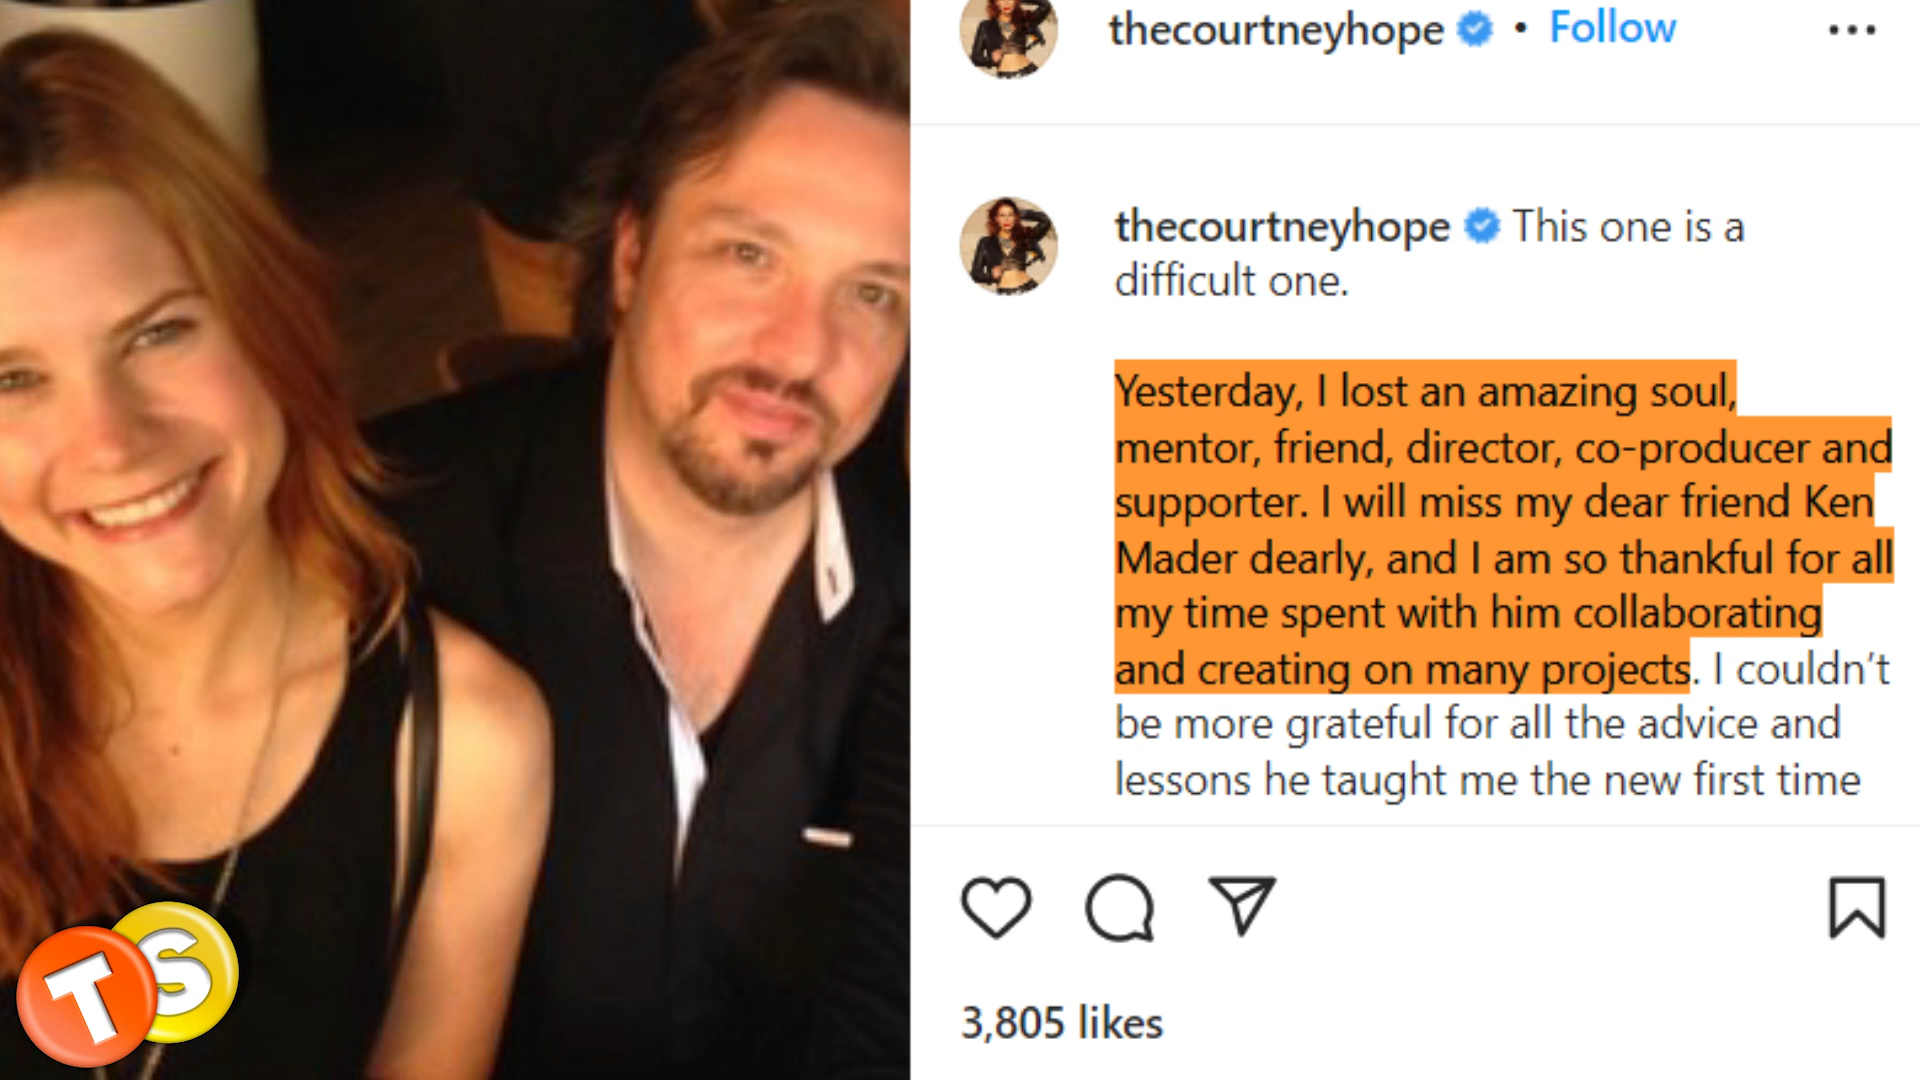 thecourtneyhope • Follow
thecourtneyhope This one is a
difficult one.
Yesterday, I lost an amazing soul,
mentor, friend, director, co-producer and
supporter. I will miss my dear friend Ken
Mader dearly, and I am so thankful for all
my time spent with him collaborating
and creating on many projects. I couldn't
be more grateful for all the advice and
lessons he taught me the new first time
3,805 likes
TS